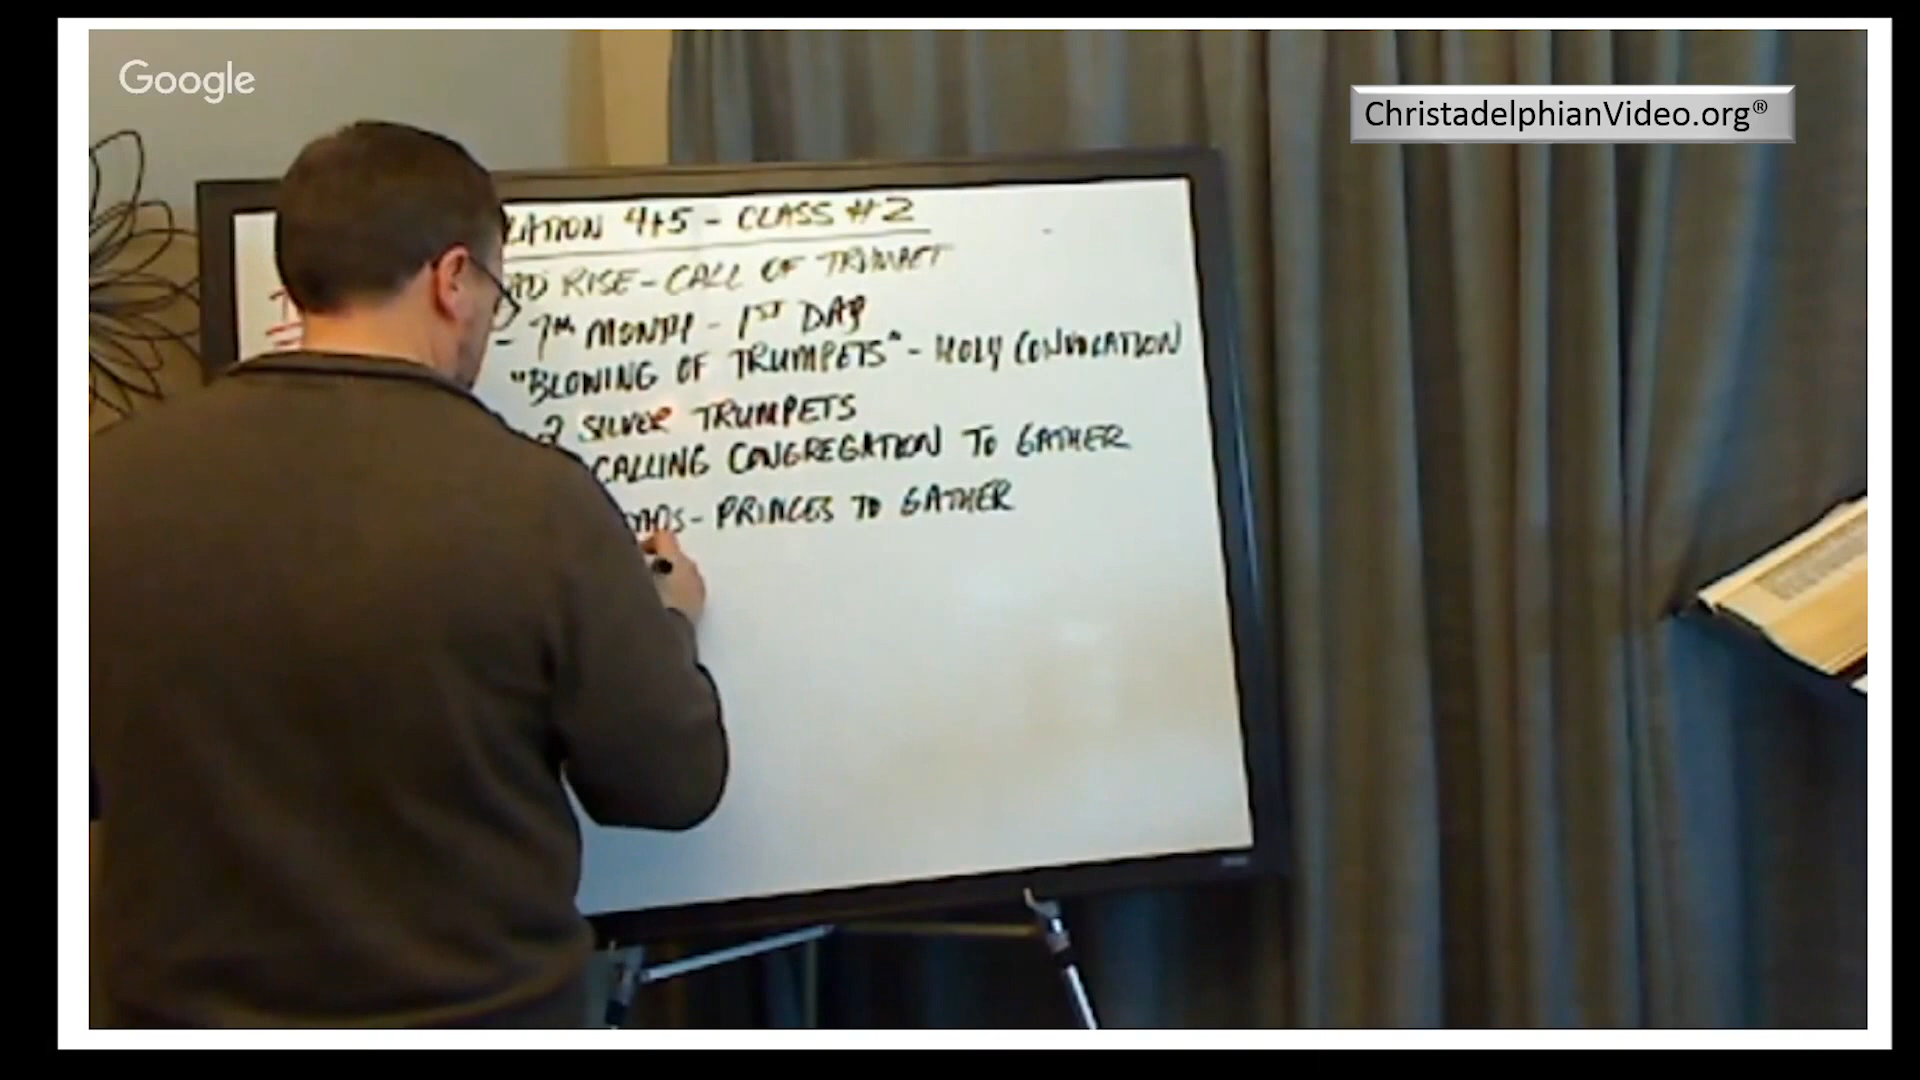 Google
ChristadelphianVideo.org®
LATION 4+5 - CLASS #2
AD RISE - CALL OF TRUMPET
- 7TH MONTH - 1ST DAY
"BLOWING OF TRUMPETS" - HOLY CONVOCATION
2 SILVER TRUMPETS
CALLING CONGREGATION TO GATHER
- PRINCES TO GATHER